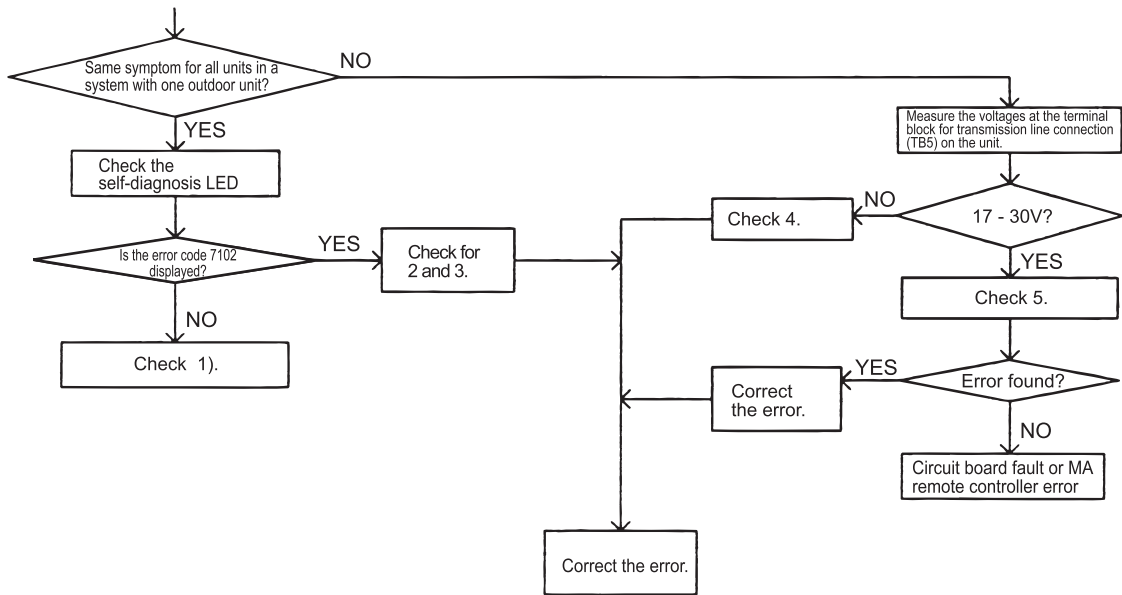 Same symptom for all units in a
system with one outdoor unit?
NO
YES
Measure the voltages at the terminal
block for transmission line connection
(TB5) on the unit.
Check the
self-diagnosis LED
17 - 30V?
NO
Check 4.
YES
Is the error code 7102
displayed?
YES
Check for
2 and 3.
Check 5.
NO
Check  1).
Error found?
YES
Correct
the error.
NO
Circuit board fault or MA
remote controller error
Correct the error.